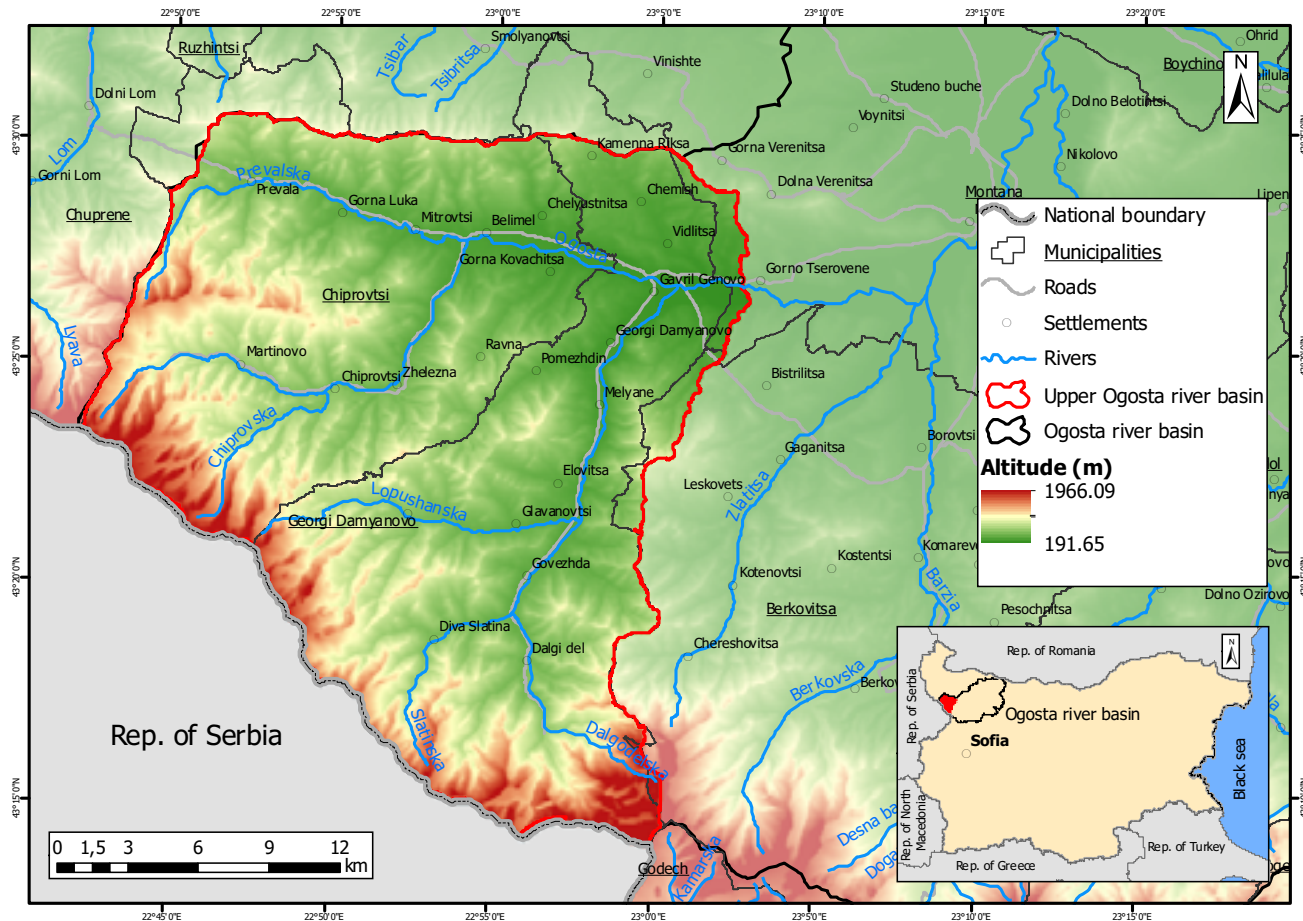 22°50'0"E
22°55'0"E
23°0'0"E
23°5'0"E
23°10'0"E
23°15'0"E
23°20'0"E
Ruzhintsi
Tsibar
Tsibritsa
Smolyanovtsi
Vinishte
Studeno buche
Voynitsi
Boychino
Ohrid
N
Dolni Lom
Dolno Belotintsi
43°30'0"N
Lom
Gorni Lom
Kamenna Riksa
Gorna Verenitsa
Nikolovo
Prevalska
Prevala
Chemish
Dolna Verenitsa
Montana
Lipen
Chuprene
Gorna Luka
Mitrovtsi
Belimel
Chelyustnitsa
Vidlitsa
Ogosta
Gorna Kovachitsa
Gavril Genovo
Gorno Tserovene
Chiprovtsi
Lyava
Georgi Damyanovo
43°25'0"N
Martinovo
Ravna
Pomezhdin
Chiprovtsi
Zhelezna
Melyane
Bistrilitsa
Chiprovska
Gaganitsa
Borovtsi
Elovitsa
Leskovets
Zlatitsa
Lopushanska
Georgi Damyanovo
Glavanovtsi
43°20'0"N
Govezhda
Kotenovtsi
Kostentsi
Komarev
Barzia
Berkovitsa
Pesochnitsa
Dolno Ozirovo
Diva Slatina
Dalgi del
Chereshovitsa
Berkovska
Slatinska
Dalgodelska
Rep. of Serbia
43°15'0"N
Desna ba
Doga
Godech
Kamarska
National boundary
Municipalities
Roads
Settlements
Rivers
Upper Ogosta river basin
Ogosta river basin
Altitude (m)
1966.09
191.65
0 1,5 3 6 9 12
km
N
Rep. of Romania
Rep. of Serbia
Ogosta river basin
Sofia
Black sea
Rep. of North
Macedonia
Rep. of Greece
Rep. of Turkey
22°45'0"E
22°50'0"E
22°55'0"E
23°0'0"E
23°5'0"E
23°10'0"E
23°15'0"E